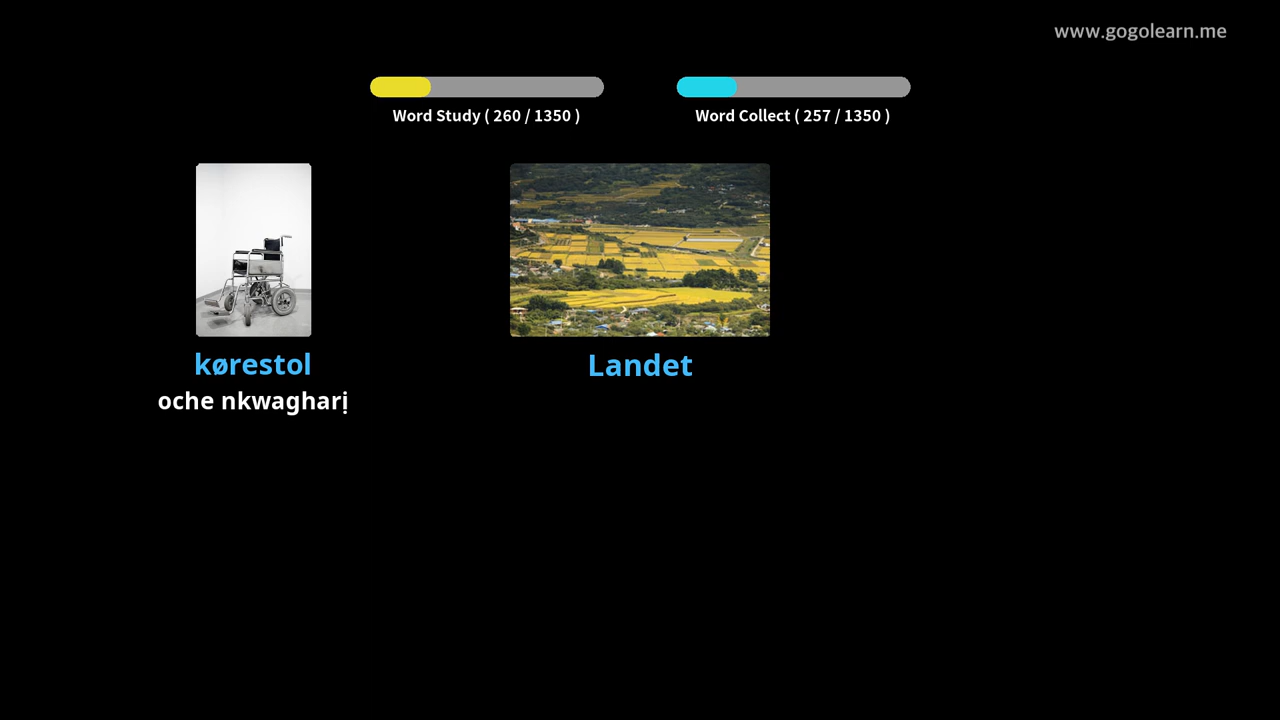 www.gogolearn.me
Word Study ( 260 / 1350 )
Word Collect ( 257 / 1350 )
kørestol
Landet
oche nkwagharị